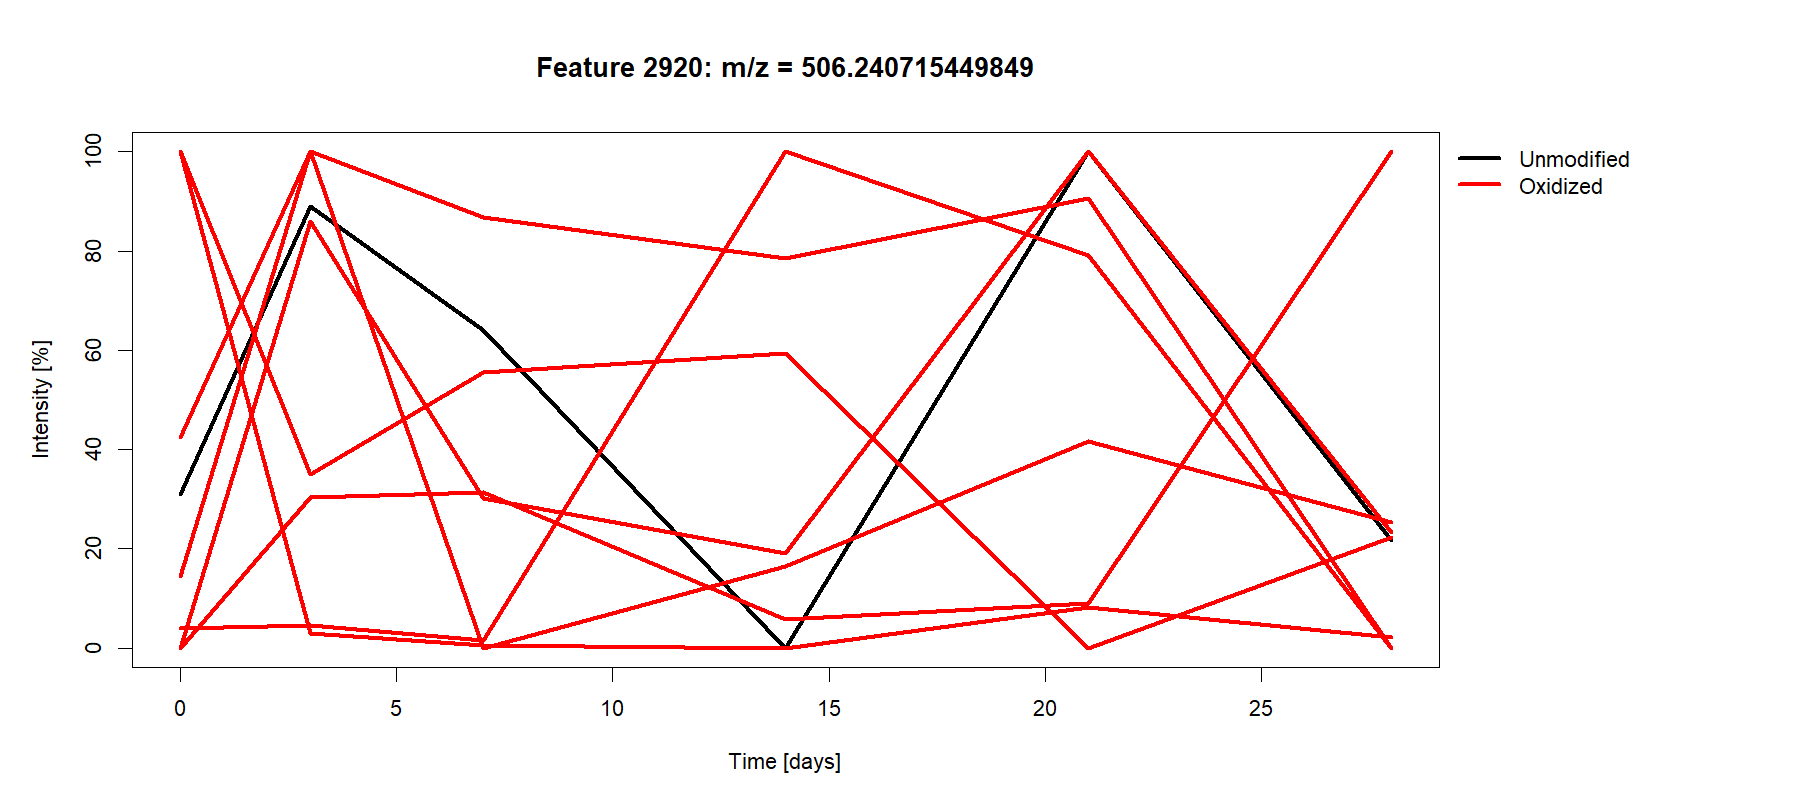 Feature 2920: m/z = 506.240715449849
Unmodified
Oxidized
Intensity [%]
100
80
60
40
20
0
0 5 10 15 20 25
Time [days]